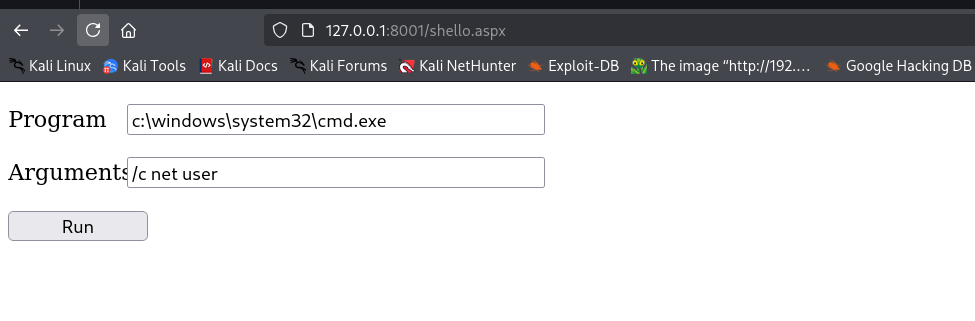 127.0.0.1:8001/shello.aspx
Kali Linux Kali Tools Kali Docs Kali Forums Kali NetHunter Exploit-DB The image “http://192.… Google Hacking DB
Program c:\windows\system32\cmd.exe
Arguments /c net user
Run